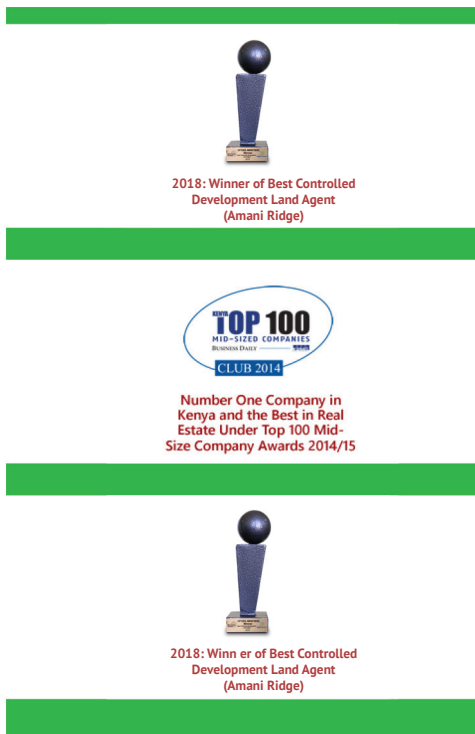 2018: Winner of Best Controlled
Development Land Agent
(Amani Ridge)
KENYA
TOP 100
MID-SIZED COMPANIES
BUSINESS DAILY
CLUB 2014
Number One Company in
Kenya and the Best in Real
Estate Under Top 100 Mid-
Size Company Awards 2014/15
2018: Winn er of Best Controlled
Development Land Agent
(Amani Ridge)